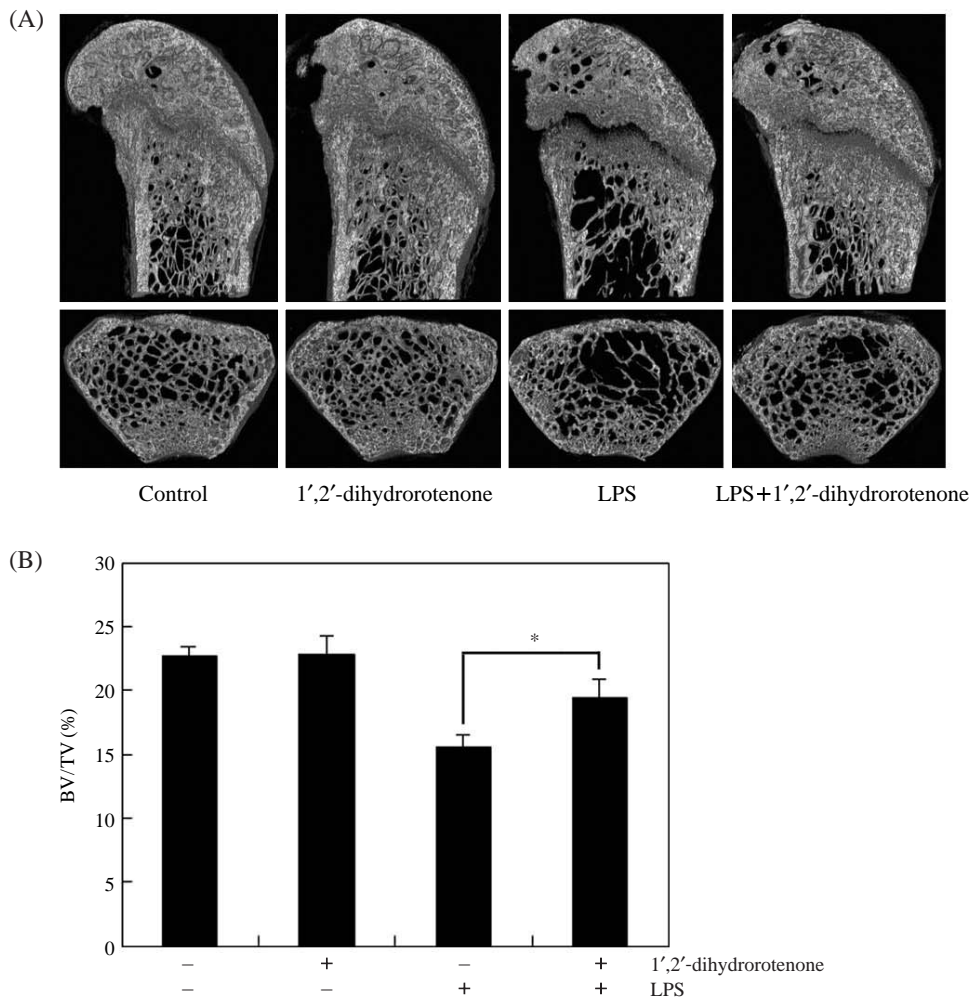 (A)
Control 1′,2′-dihydrorotenone LPS LPS+1′,2′-dihydrorotenone
(B)
30
25
20
15
10
5
0
BV/TV (%)
*
– + – + 1′,2′-dihydrorotenone
– – + + LPS